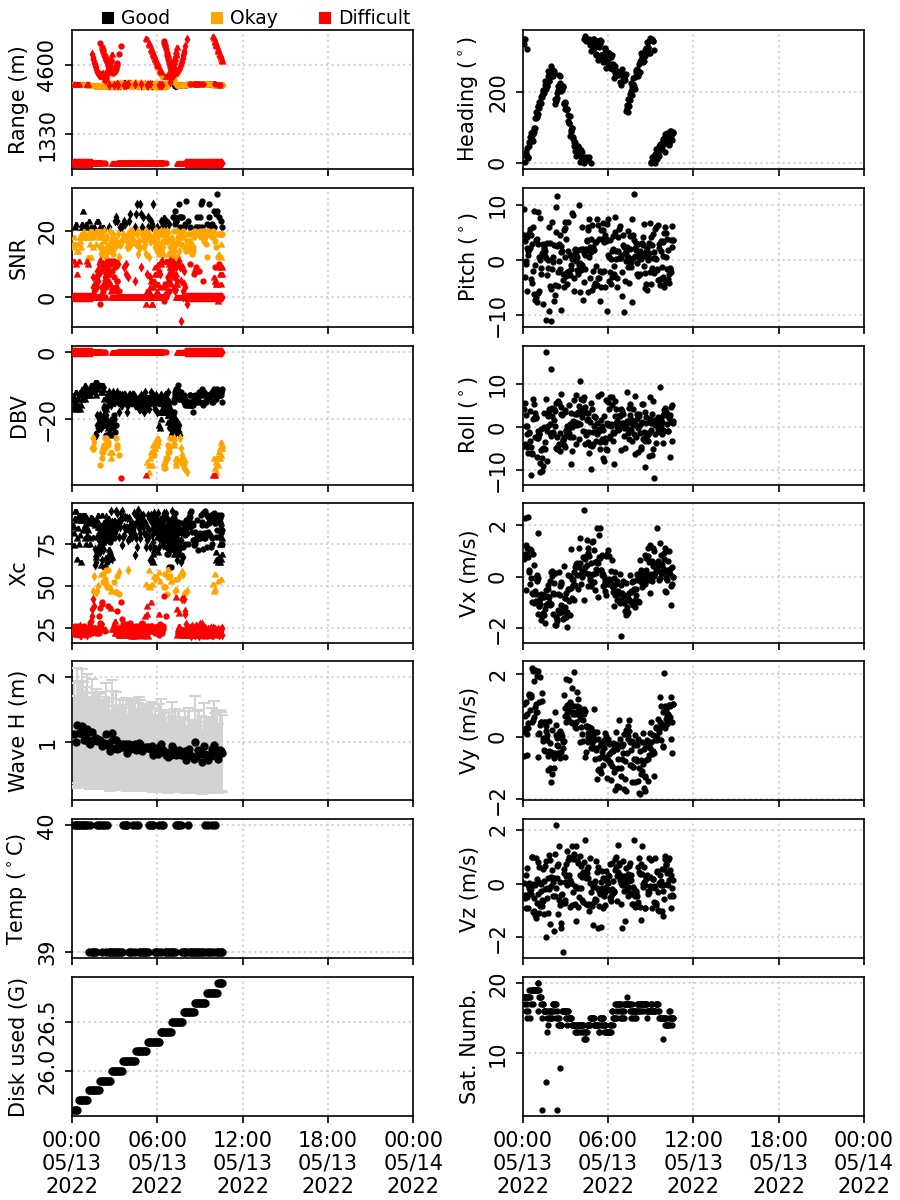 Good Okay Difficult
Range (m)
4600
1330
Heading ( ° )
200
0
SNR
20
0
Pitch ( ° )
10
0
−10
DBV
0
−20
Roll ( ° )
10
0
−10
Xc
75
50
25
Vx (m/s)
2
0
−2
Wave H (m)
2
1
Vy (m/s)
2
0
−2
Temp ( ° C)
40
39
Vz (m/s)
2
0
−2
Disk used (G)
26.5
26.0
Sat. Numb.
20
10
00:00 06:00 12:00 18:00 00:00
05/13 05/13 05/13 05/13 05/14
2022 2022 2022 2022 2022
00:00 06:00 12:00 18:00 00:00
05/13 05/13 05/13 05/13 05/14
2022 2022 2022 2022 2022